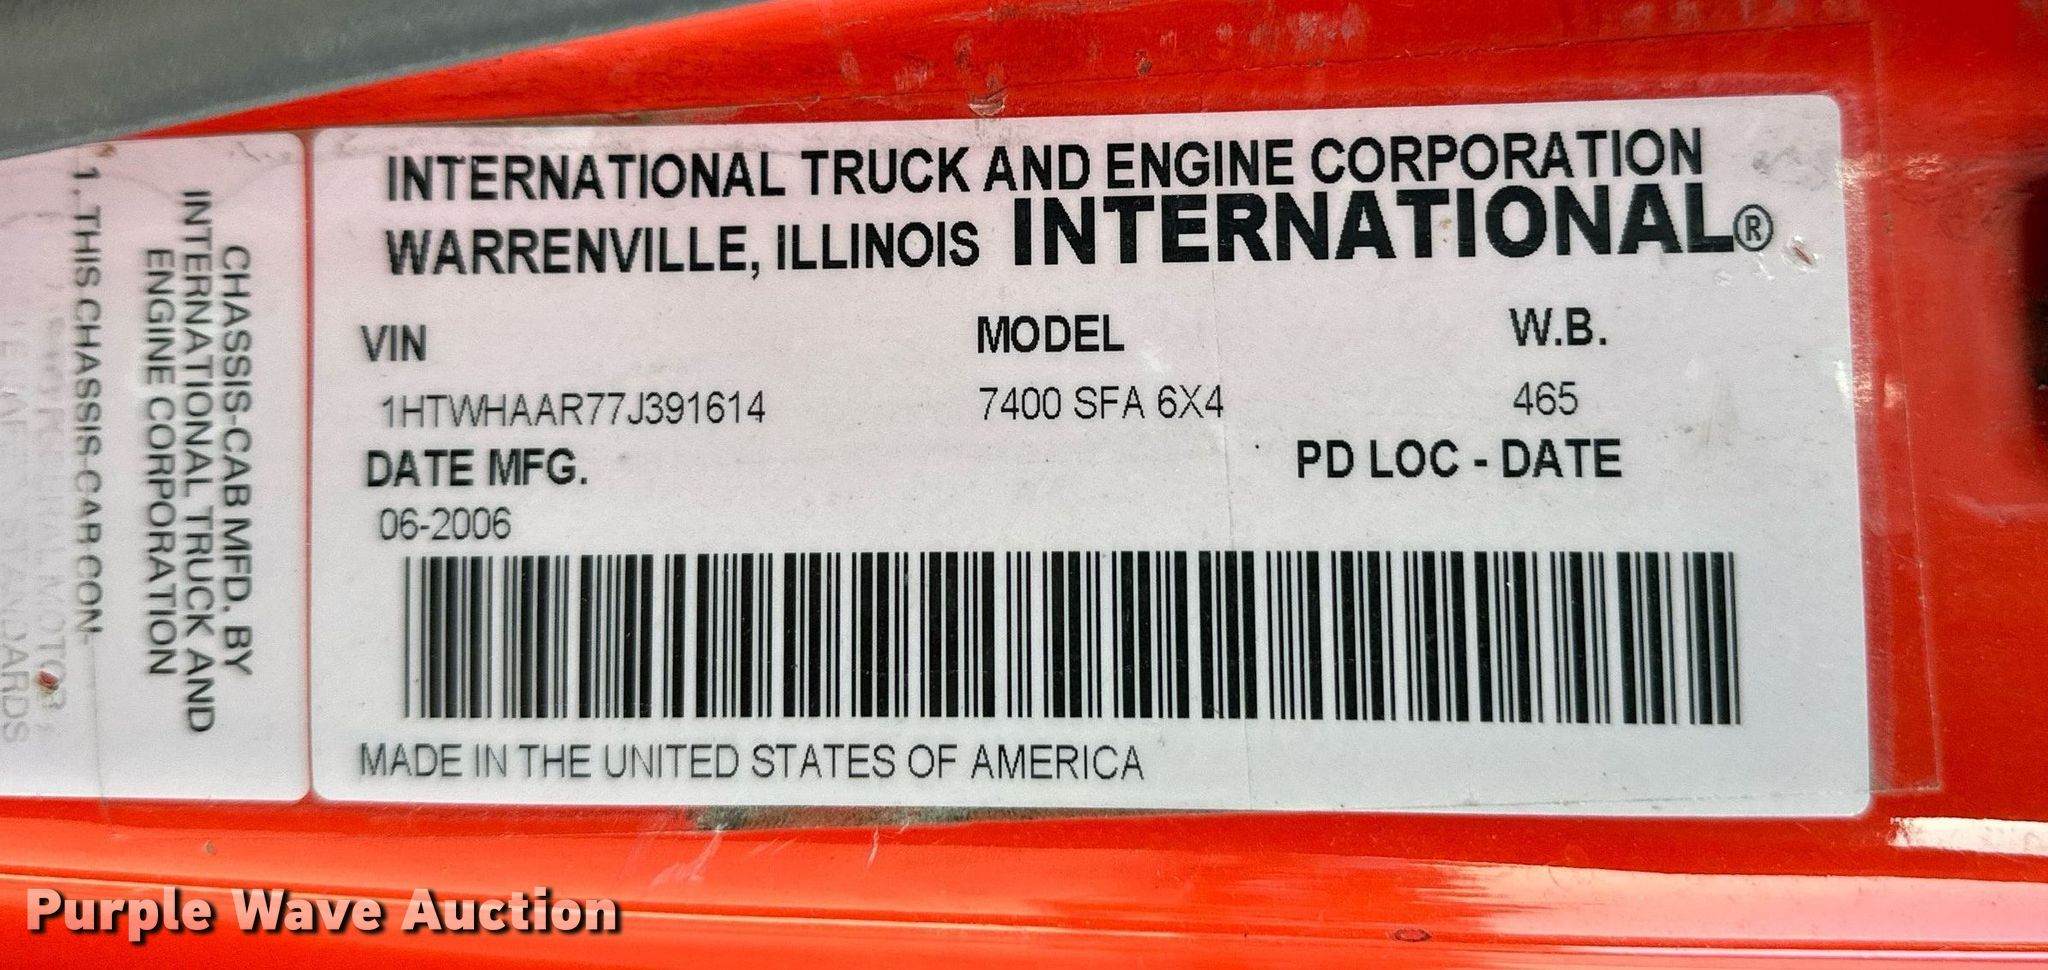 INTERNATIONAL TRUCK AND ENGINE CORPORATION
WARRENVILLE, ILLINOIS INTERNATIONAL®
VIN MODEL W.B.
1HTWHAAR77J391614 7400 SFA 6X4 465
DATE MFG. PD LOC - DATE
06-2006
MADE IN THE UNITED STATES OF AMERICA
CHASSIS-CAB MFD. BY
INTERNATIONAL TRUCK AND
ENGINE CORPORATION
1. THIS CHASSIS-CAB CON-
MOTOR
STANDARDS
Purple Wave Auction